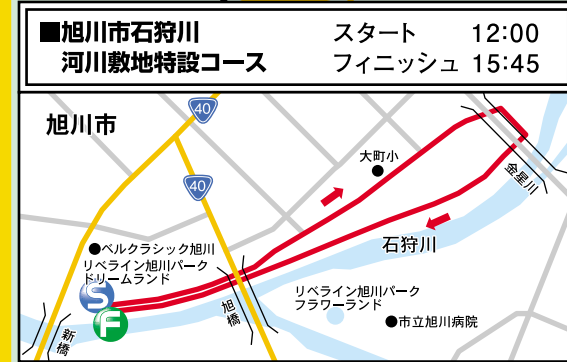 ■旭川市石狩川 スタート 12:00
河川敷地特設コース フィニッシュ 15:45
旭川市
40
大町小
金星川
40
石狩川
ベルクラシック旭川
リベライン旭川パーク
ドリームランド
S
F
新橋
旭橋
リベライン旭川パーク
フラワーランド
市立旭川病院